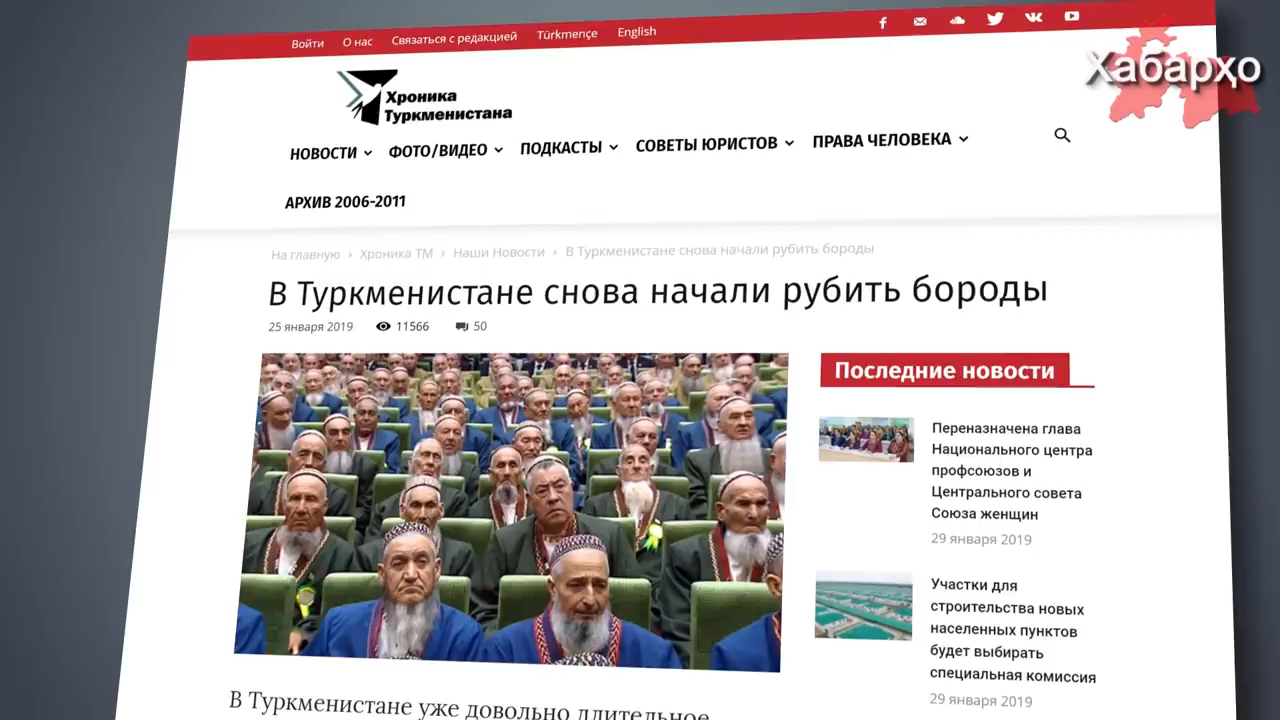 Войти О нас Связаться с редакцией Türkmençe English
Хабарҳо
Хроника
Туркменистана
НОВОСТИ ФОТО/ВИДЕО ПОДКАСТЫ СОВЕТЫ ЮРИСТОВ ПРАВА ЧЕЛОВЕКА
АРХИВ 2006-2011
На главную › Хроника ТМ › Наши Новости › В Туркменистане снова начали рубить бороды
В Туркменистане снова начали рубить бороды
25 января 2019 11566 50
Последние новости
Переназначена глава
Национального центра
профсоюзов и
Центрального совета
Союза женщин
29 января 2019
Участки для
строительства новых
населенных пунктов
будет выбирать
специальная комиссия
29 января 2019
В Туркменистане уже довольно длительное